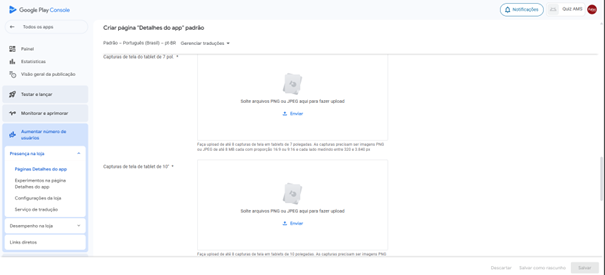 Google Play Console
Notificações
Quiz AMS
Todos os apps
Criar página "Detalhes do app" padrão
Padrão – Português (Brasil) – pt-BR
Gerenciar traduções
Painel
Estatísticas
Visão geral da publicação
Testar e lançar
Monitorar e aprimorar
Aumentar número de usuários
Presença na loja
Páginas Detalhes do app
Experimentos na página
Detalhes do app
Configurações da loja
Serviço de tradução
Desempenho na loja
Links diretos
Capturas de tela do tablet de 7 pol. *
Solte arquivos PNG ou JPEG aqui para fazer upload
Enviar
Faça upload de até 8 capturas de tela em tablets de 7 polegadas. As capturas precisam ser imagens PNG
ou JPEG de até 8 MB cada com proporção 16:9 ou 9:16 e cada lado mantendo entre 320 e 3.840 px
Capturas de tela de tablet de 10" *
Solte arquivos PNG ou JPEG aqui para fazer upload
Enviar
Faça upload de até 8 capturas de tela em tablets de 10 polegadas. As capturas precisam ser imagens PNG
Descartar
Salvar como rascunho
Salvar